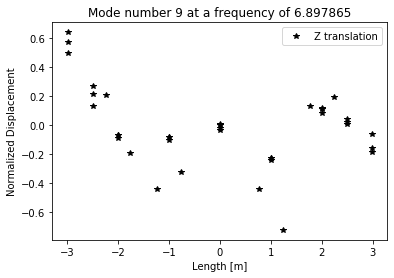 Mode number 9 at a frequency of 6.897865
Z translation
Normalized Displacement
0.6
0.4
0.2
0.0
−0.2
−0.4
−0.6
−3 −2 −1 0 1 2 3
Length [m]